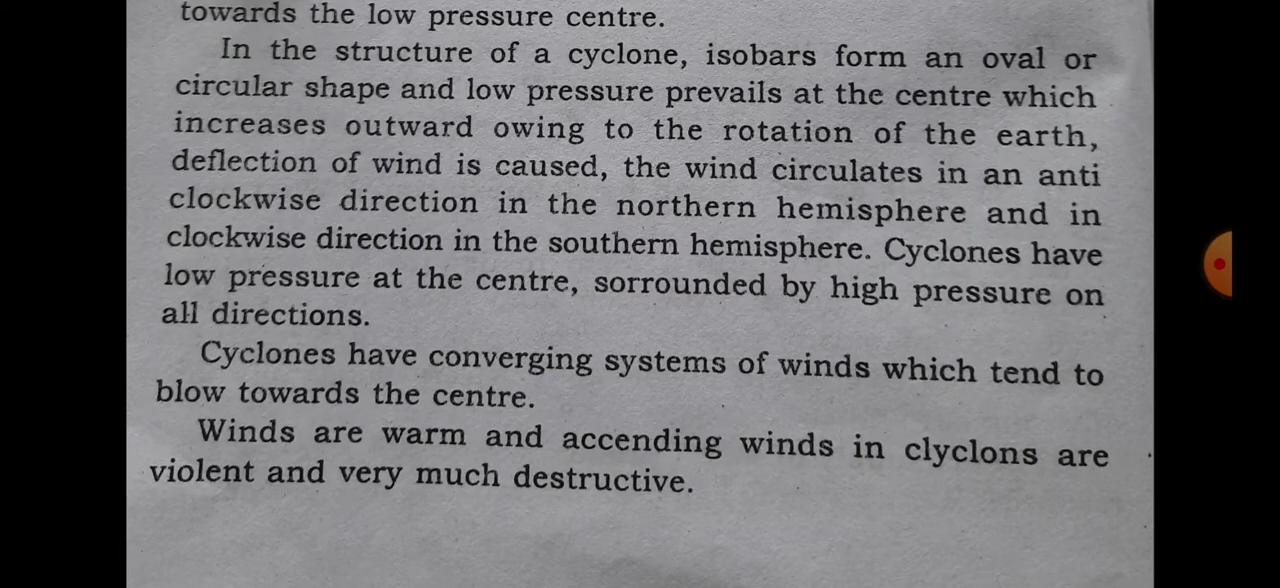 towards the low pressure centre.
In the structure of a cyclone, isobars form an oval or
circular shape and low pressure prevails at the centre which
increases outward owing to the rotation of the earth,
deflection of wind is caused, the wind circulates in an anti
clockwise direction in the northern hemisphere and in
clockwise direction in the southern hemisphere. Cyclones have
low pressure at the centre, sorrounded by high pressure on
all directions.
Cyclones have converging systems of winds which tend to
blow towards the centre.
Winds are warm and accending winds in clyclons are
violent and very much destructive.